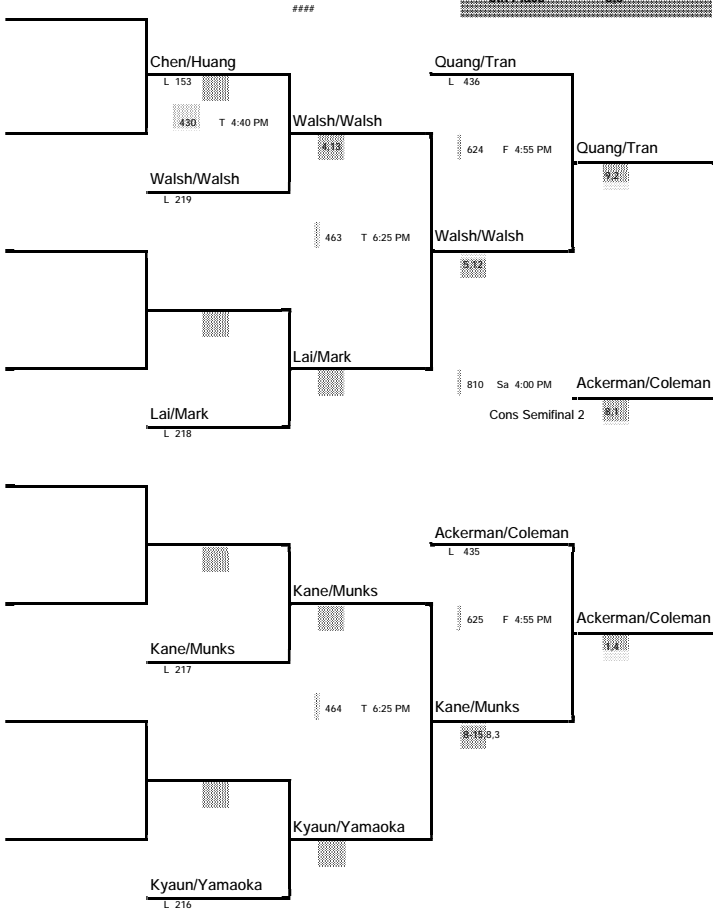 ####
Chen/Huang
L 153
430 T 4:40 PM
Walsh/Walsh
4,13
Walsh/Walsh
L 219
Quang/Tran
L 436
624 F 4:55 PM
Quang/Tran
9,2
463 T 6:25 PM
Walsh/Walsh
5,12
Lai/Mark
Lai/Mark
L 218
810 Sa 4:00 PM
Ackerman/Coleman
Cons Semifinal 2
8,1
Ackerman/Coleman
L 435
Kane/Munks
Kane/Munks
L 217
625 F 4:55 PM
Ackerman/Coleman
1,4
464 T 6:25 PM
Kane/Munks
8-15,8,3
Kyaun/Yamaoka
Kyaun/Yamaoka
L 216